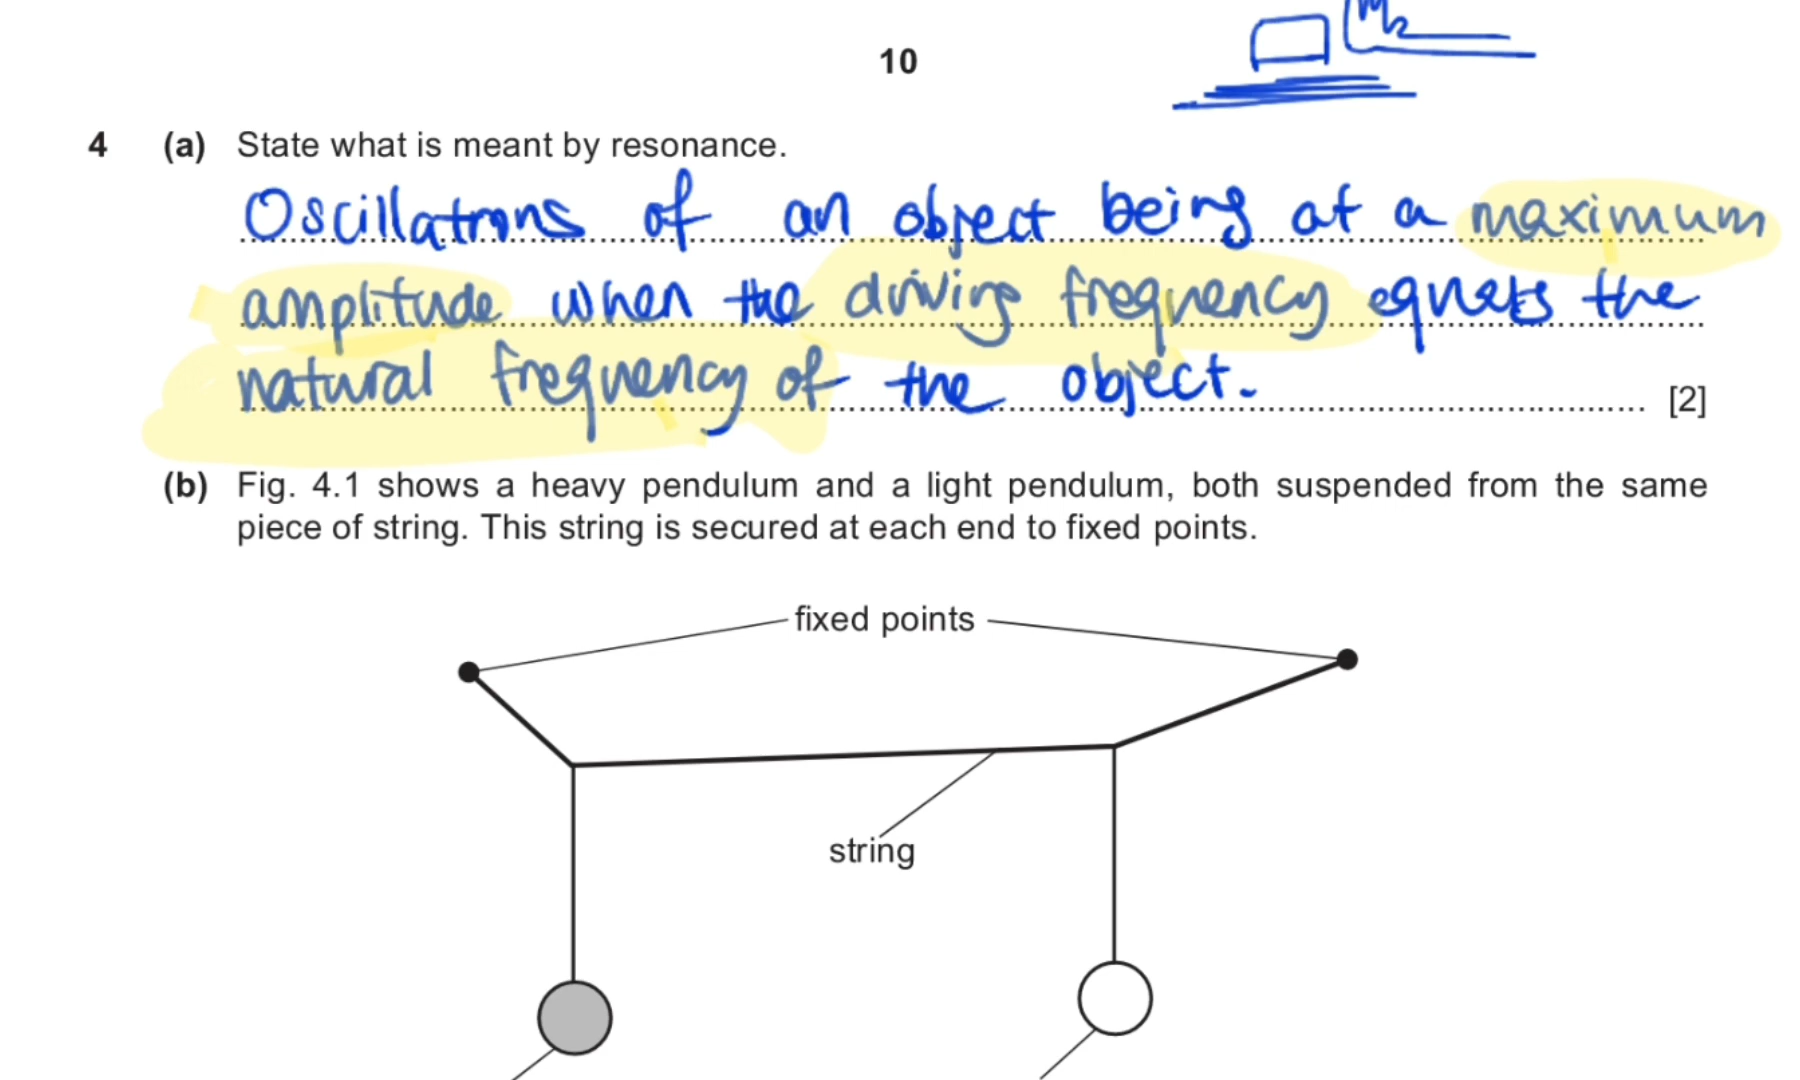 10
4 (a) State what is meant by resonance.
Oscillations of an object being at a maximum
amplitude when the driving frequency equals the
natural frequency of the object.
[2]
(b) Fig. 4.1 shows a heavy pendulum and a light pendulum, both suspended from the same
piece of string. This string is secured at each end to fixed points.
fixed points
string